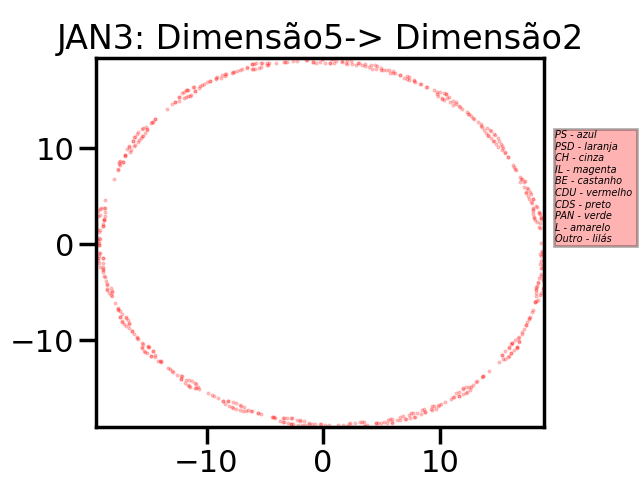 JAN3: Dimensão5-> Dimensão2
10
0
−10
−10
0
10
PS - azul
PSD - laranja
CH - cinza
IL - magenta
BE - castanho
CDU - vermelho
CDS - preto
PAN - verde
L - amarelo
Outro - lilás